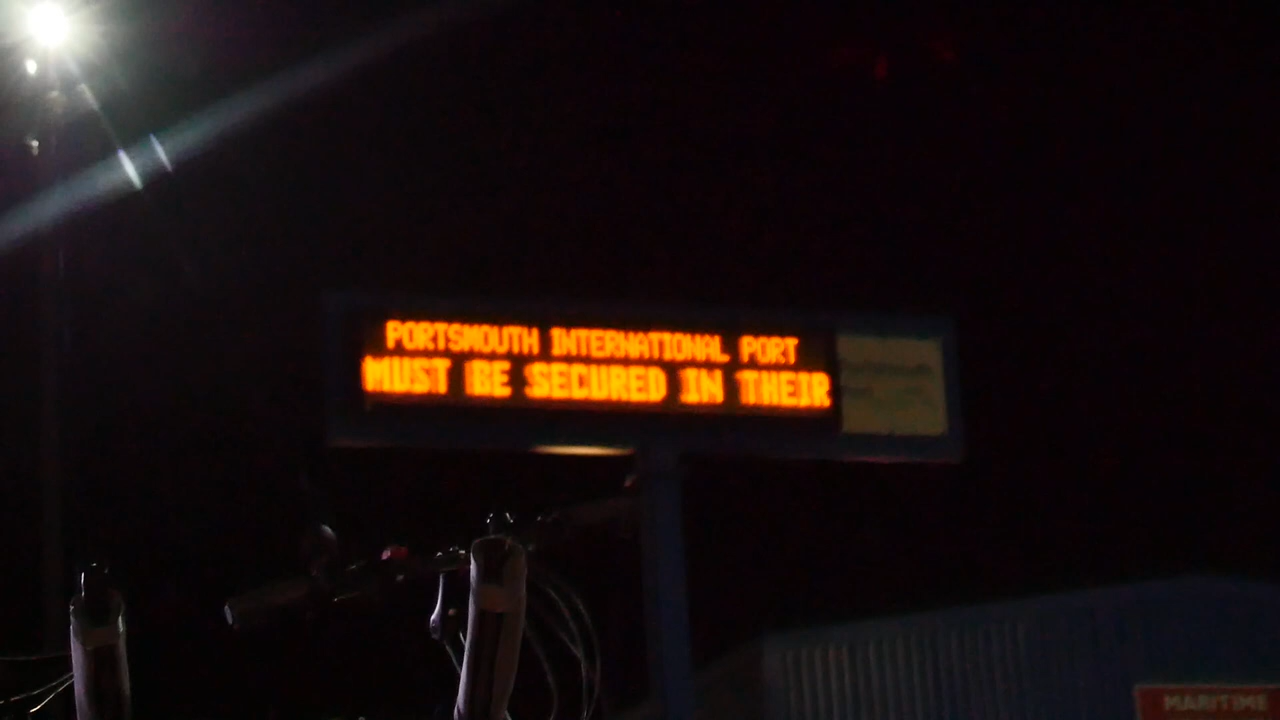 PORTSMOUTH INTERNATIONAL PORT
MUST BE SECURED IN THEIR
MARITIME